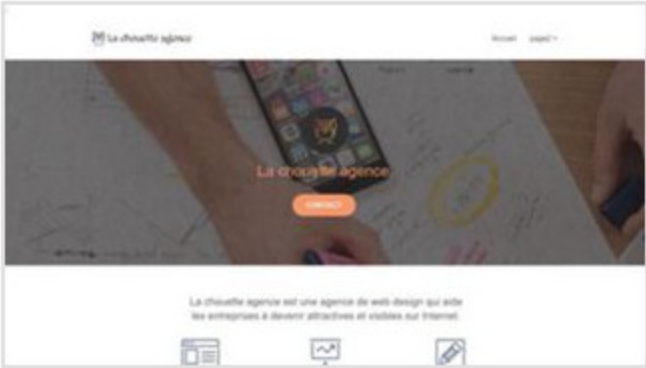 La chouette agence
Accueil page2
La chouette agence
CONTACT
La chouette agence est une agence de web design qui aide
les entreprises à devenir attractives et visibles sur Internet.